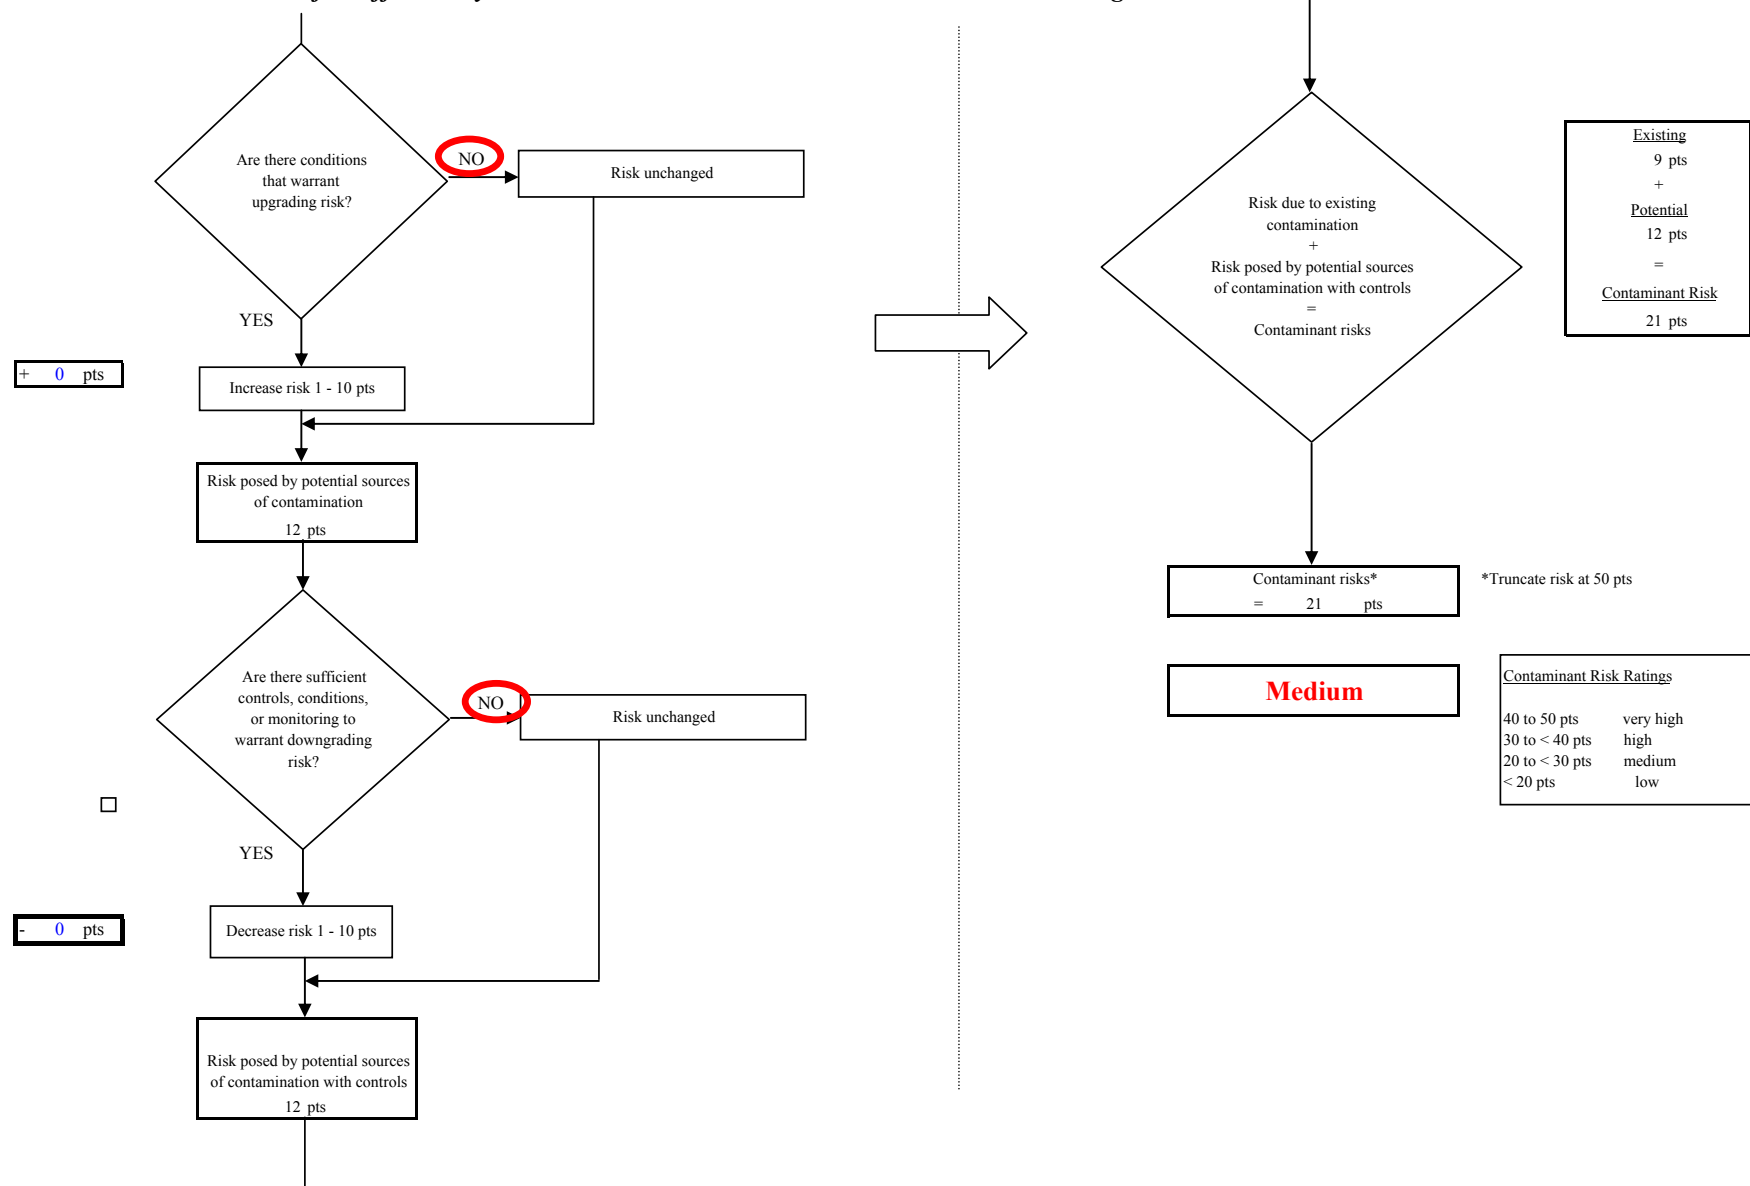 Are there conditions
that warrant
upgrading risk?
NO
Risk unchanged
YES
+ 0 pts
Increase risk 1 - 10 pts
Risk posed by potential sources
of contamination
12 pts
Are there sufficient
controls, conditions,
or monitoring to
warrant downgrading
risk?
NO
Risk unchanged
YES
- 0 pts
Decrease risk 1 - 10 pts
Risk posed by potential sources
of contamination with controls
12 pts
Risk due to existing
contamination
+
Risk posed by potential sources
of contamination with controls
=
Contaminant risks
Existing
9 pts
+
Potential
12 pts
=
Contaminant Risk
21 pts
Contaminant risks*
= 21 pts
*Truncate risk at 50 pts
Medium
Contaminant Risk Ratings
40 to 50 pts very high
30 to < 40 pts high
20 to < 30 pts medium
< 20 pts low